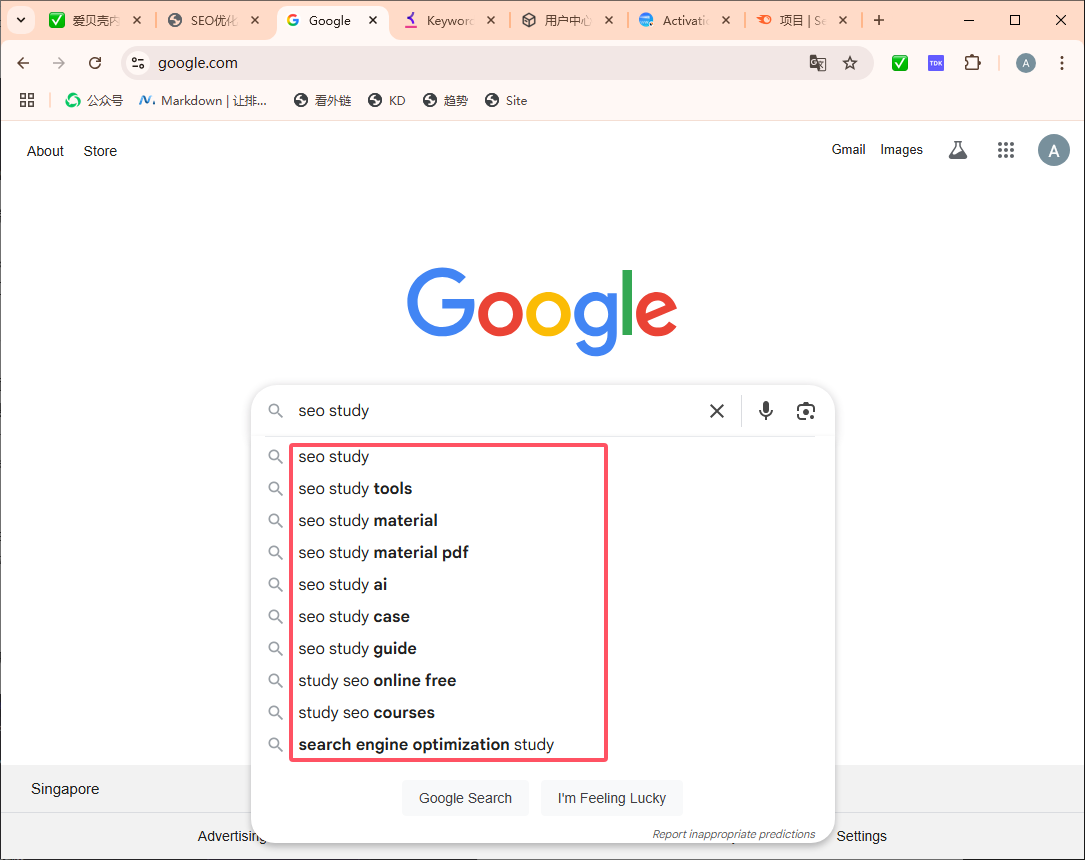 爱贝壳内 SEO优化 Google Keyword 用户中心 Activatio 项目 | Se
google.com
公众号 Markdown | 让排... 看外链 KD 趋势 Site
About Store Gmail Images A
Google
seo study
seo study
seo study tools
seo study material
seo study material pdf
seo study ai
seo study case
seo study guide
study seo online free
study seo courses
search engine optimization study
Google Search I'm Feeling Lucky
Singapore
Report inappropriate predictions
Advertising Settings